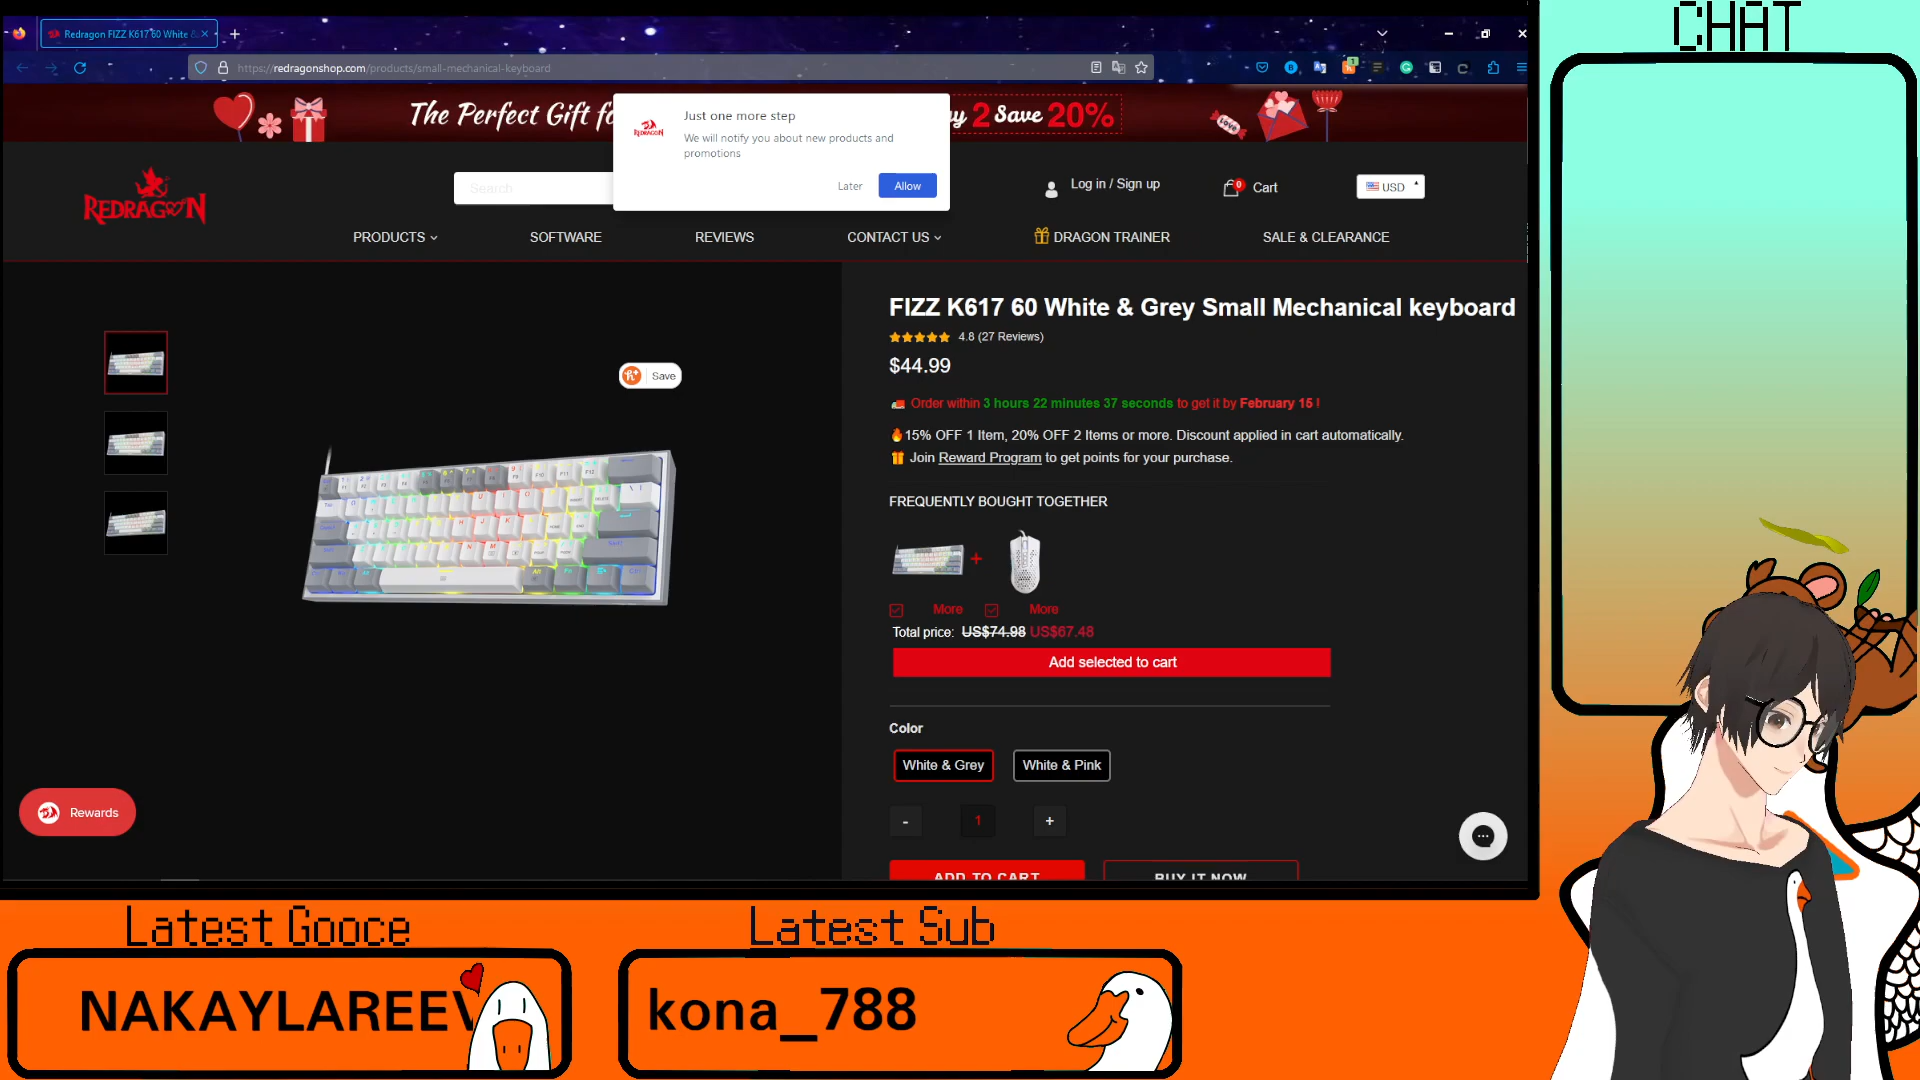 CHAT
Redragon FIZZ K617 60 White
https://redragonshop.com/products/small-mechanical-keyboard
The Perfect Gift fo
y 2 Save 20%
LOVE
Just one more step
We will notify you about new products and
promotions
Later
Allow
REDRAGON
REDRAGON
Search
Log in / Sign up
0
Cart
USD
PRODUCTS
SOFTWARE
REVIEWS
CONTACT US
DRAGON TRAINER
SALE & CLEARANCE
FIZZ K617 60 White & Grey Small Mechanical keyboard
4.8 (27 Reviews)
$44.99
Order within 3 hours 22 minutes 37 seconds to get it by February 15 !
15% OFF 1 Item, 20% OFF 2 Items or more. Discount applied in cart automatically.
Join Reward Program to get points for your purchase.
Save
FREQUENTLY BOUGHT TOGETHER
+
More
More
Total price: US$74.98 US$67.48
Add selected to cart
Color
White & Grey
White & Pink
- 1 +
ADD TO CART
BUY IT NOW
Rewards
Latest Gooce
NAKAYLAREEV
Latest Sub
kona_788